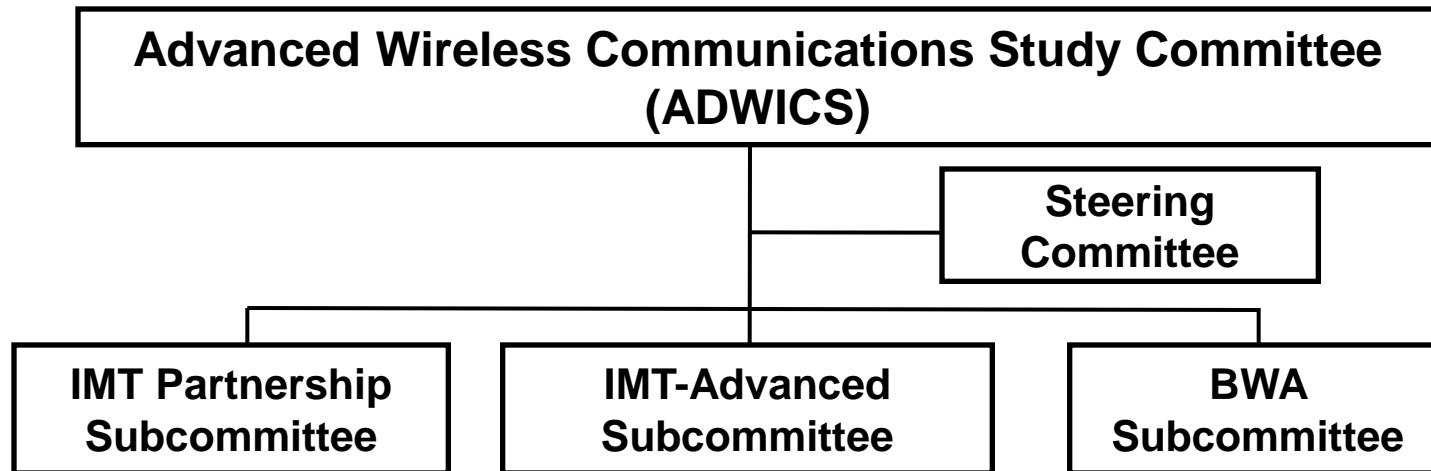 Advanced Wireless Communications Study Committee
(ADWICS)
Steering
Committee
IMT Partnership
Subcommittee
IMT-Advanced
Subcommittee
BWA
Subcommittee